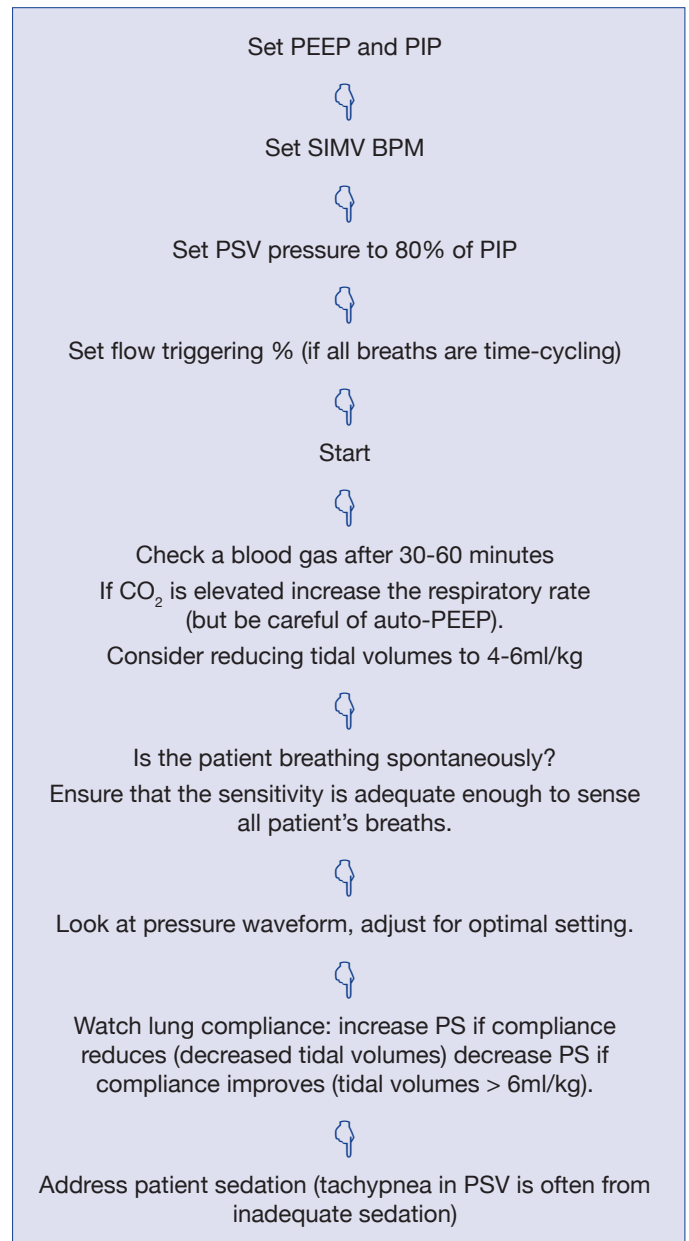 Set PEEP and PIP
Set SIMV BPM
Set PSV pressure to 80% of PIP
Set flow triggering % (if all breaths are time-cycling)
Start
Check a blood gas after 30-60 minutes
If CO₂ is elevated increase the respiratory rate
(but be careful of auto-PEEP).
Consider reducing tidal volumes to 4-6ml/kg
Is the patient breathing spontaneously?
Ensure that the sensitivity is adequate enough to sense
all patient's breaths.
Look at pressure waveform, adjust for optimal setting.
Watch lung compliance: increase PS if compliance
reduces (decreased tidal volumes) decrease PS if
compliance improves (tidal volumes > 6ml/kg).
Address patient sedation (tachypnea in PSV is often from
inadequate sedation)